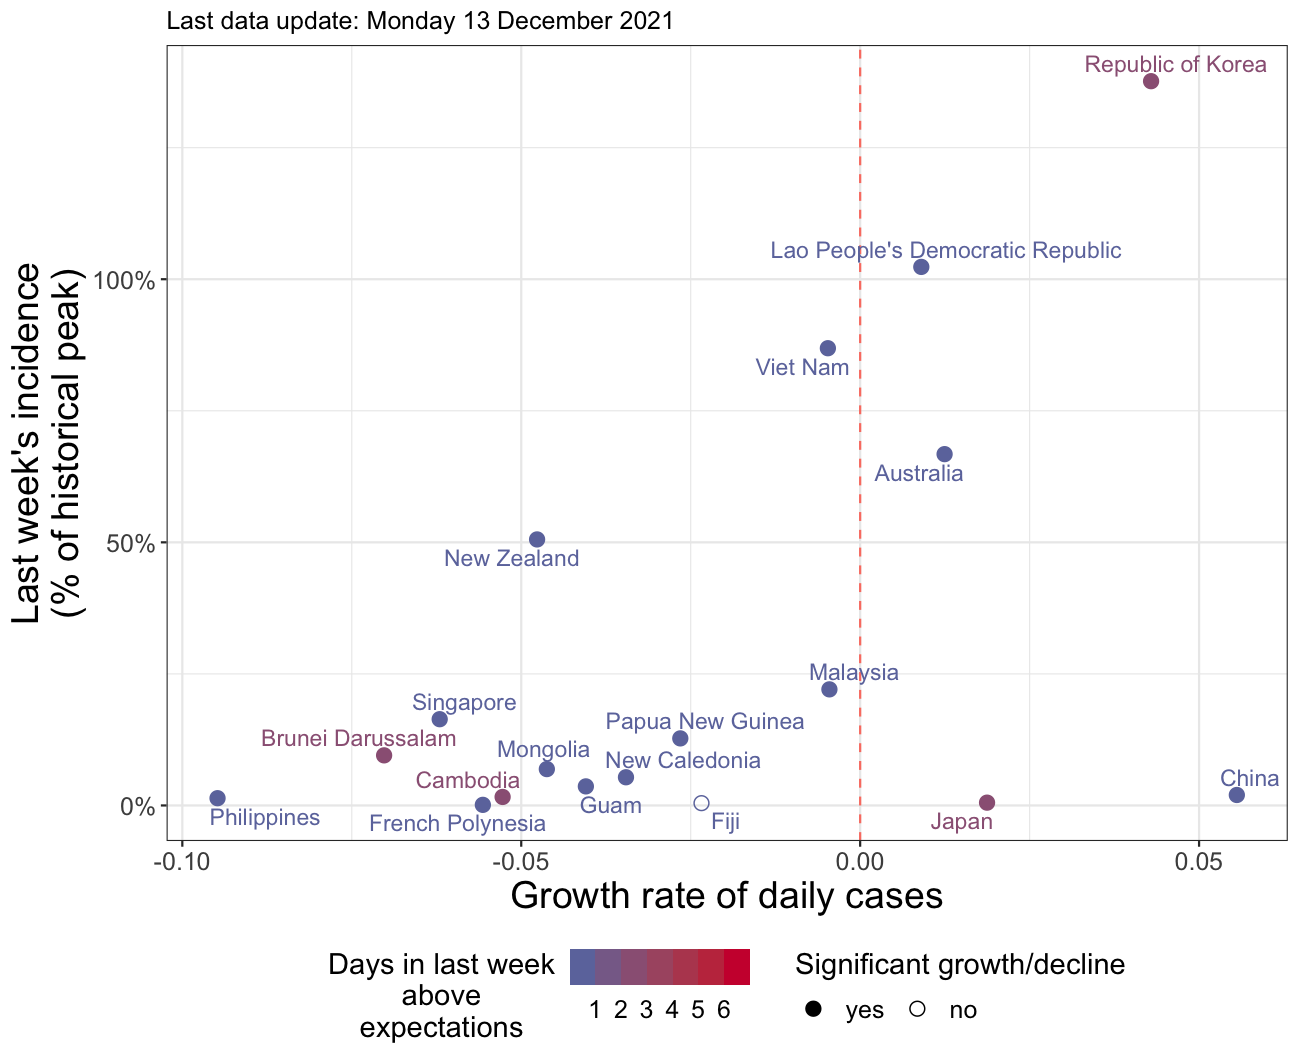 Last data update: Monday 13 December 2021
Republic of Korea
Lao People's Democratic Republic
100%
Viet Nam
Australia
Last week's incidence
(% of historical peak)
50%
New Zealand
Malaysia
Singapore
Papua New Guinea
Brunei Darussalam
Mongolia
New Caledonia
Cambodia
China
Guam
0%
Philippines
French Polynesia
Fiji
Japan
-0.10 -0.05 0.00 0.05
Growth rate of daily cases
Days in last week
above
expectations
1 2 3 4 5 6
Significant growth/decline
yes no